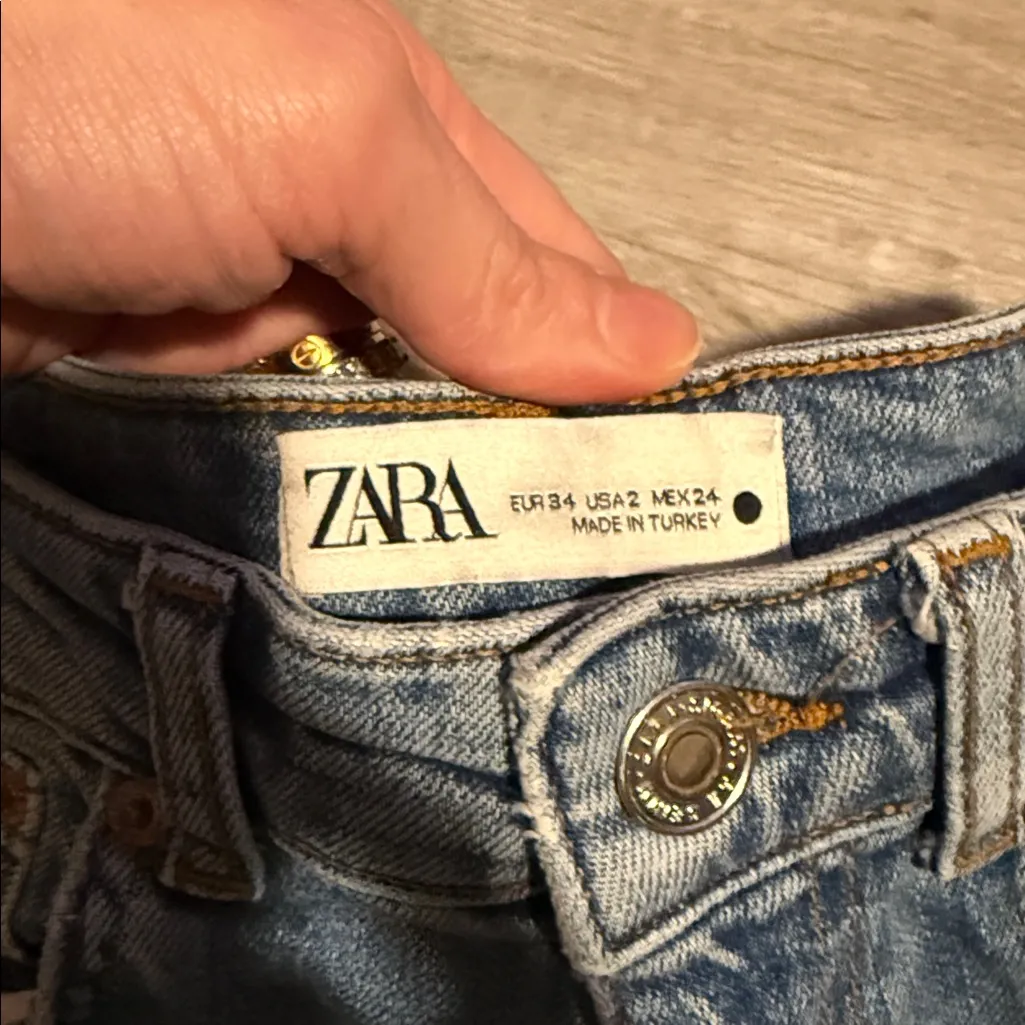 ZARA
EUR 34 USA 2 MEX 24
MADE IN TURKEY